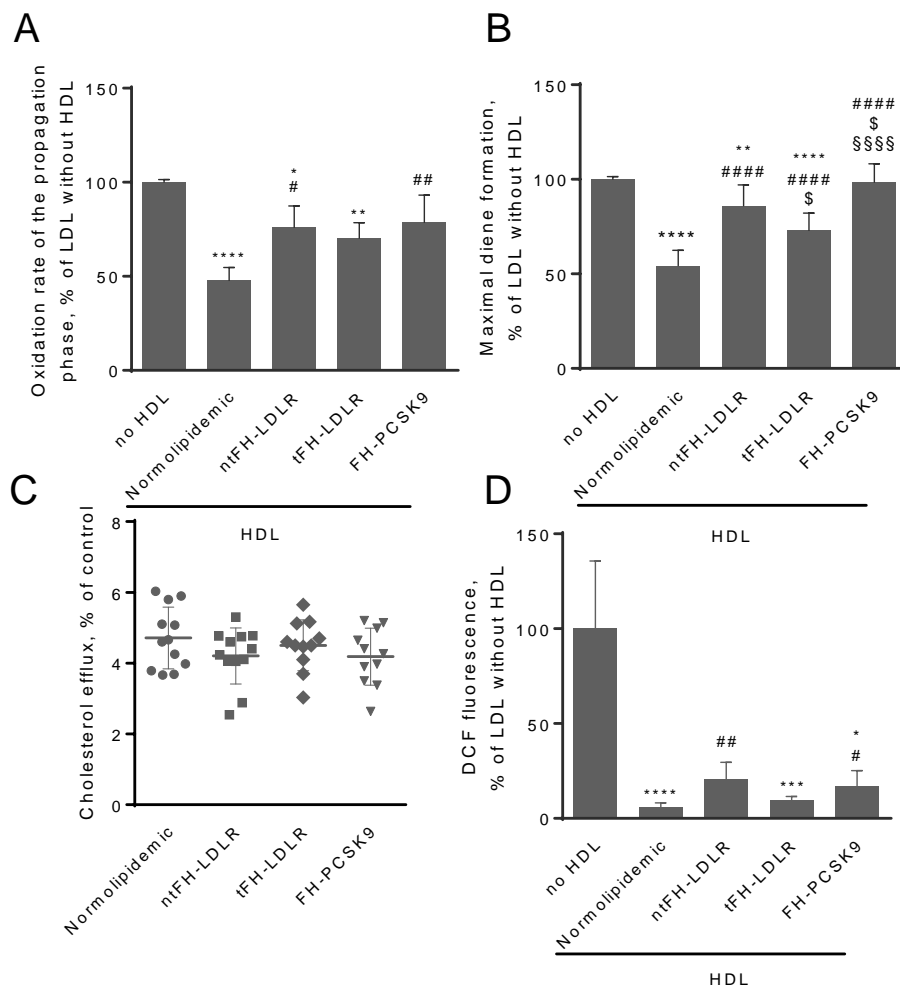 A
Oxidation rate of the propagation
phase, % of LDL without HDL
150
100
50
0
****
*
#
**
##
no HDL
Normolipidemic
ntFH-LDLR
tFH-LDLR
FH-PCSK9
HDL
B
Maximal diene formation,
% of LDL without HDL
150
100
50
0
****
**
####
****
####
$
####
$
§§§§
no HDL
Normolipidemic
ntFH-LDLR
tFH-LDLR
FH-PCSK9
HDL
C
Cholesterol efflux, % of control
8
6
4
2
0
Normolipidemic
ntFH-LDLR
tFH-LDLR
FH-PCSK9
D
DCF fluorescence,
% of LDL without HDL
150
100
50
0
****
##
***
*
#
no HDL
Normolipidemic
ntFH-LDLR
tFH-LDLR
FH-PCSK9
HDL